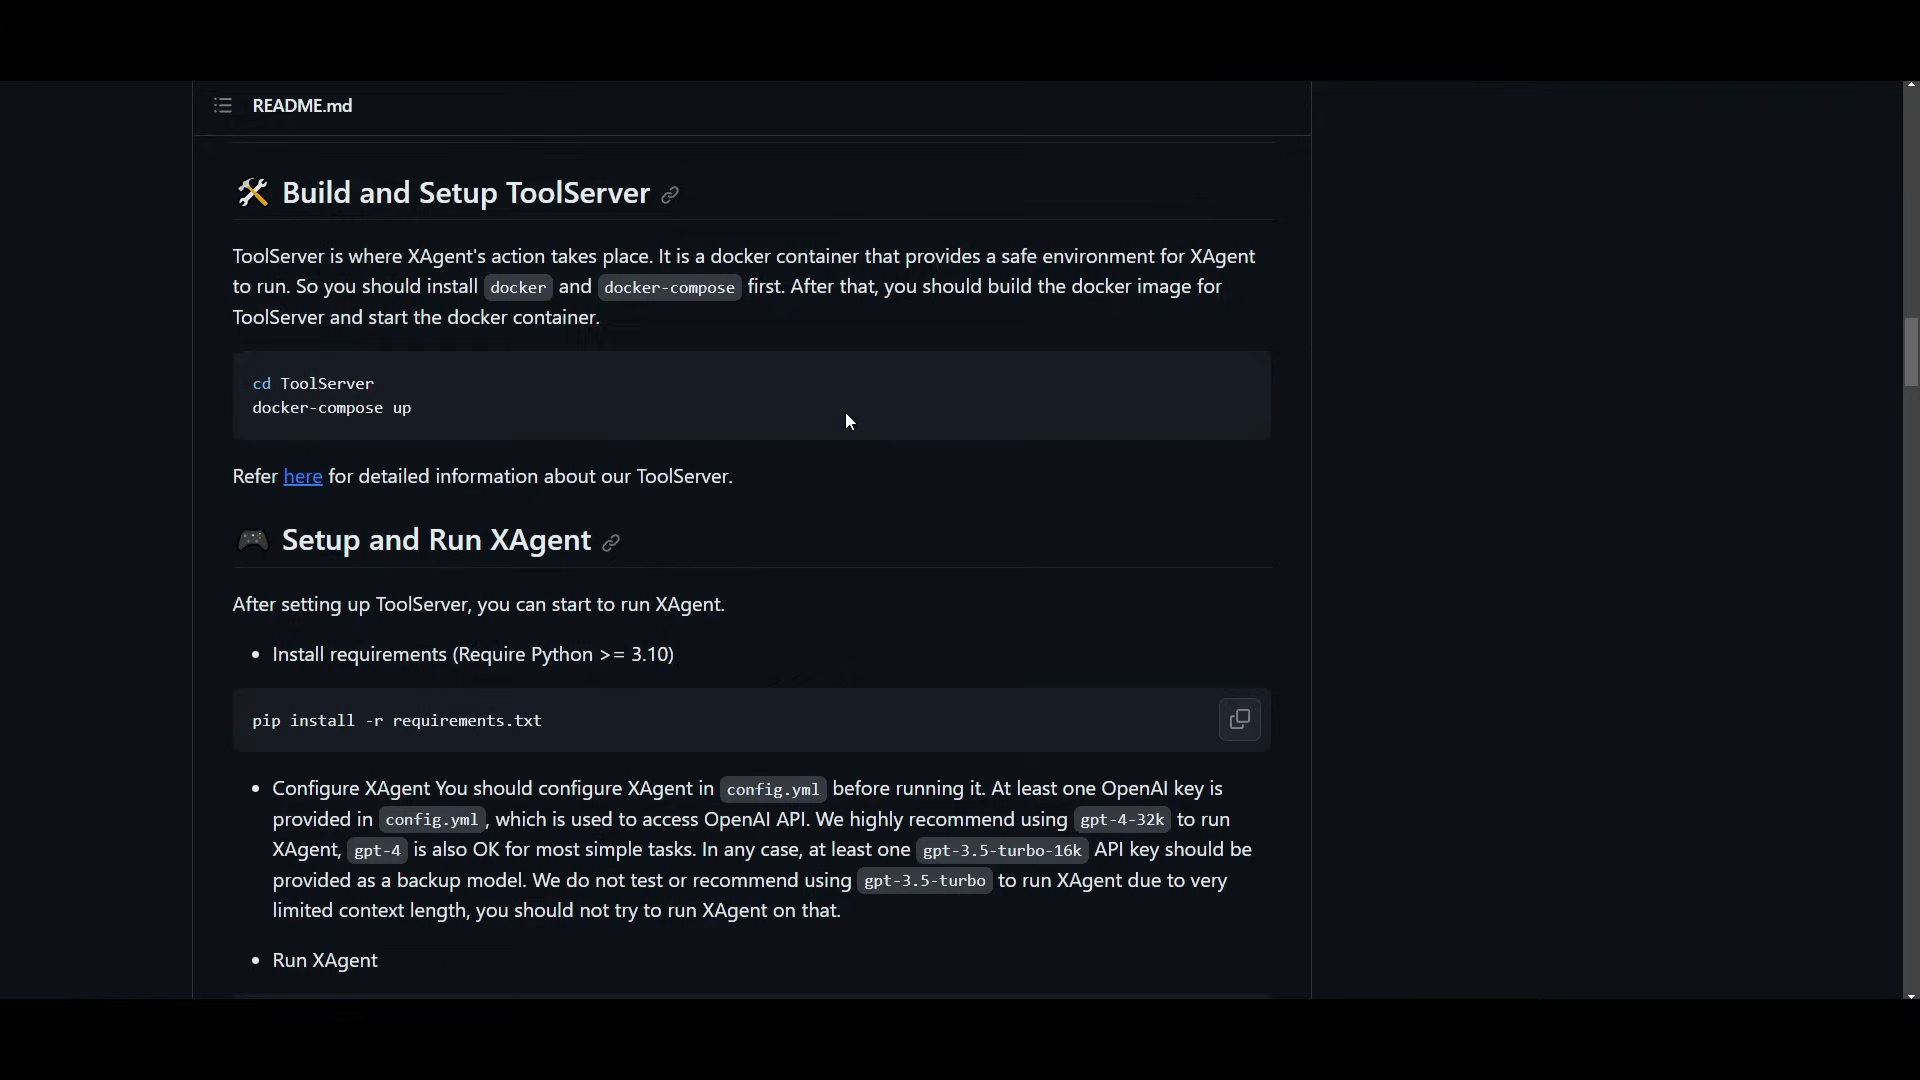 README.md
Build and Setup ToolServer
ToolServer is where XAgent's action takes place. It is a docker container that provides a safe environment for XAgent
to run. So you should install docker and docker-compose first. After that, you should build the docker image for
ToolServer and start the docker container.
cd ToolServer
docker-compose up
Refer here for detailed information about our ToolServer.
Setup and Run XAgent
After setting up ToolServer, you can start to run XAgent.
• Install requirements (Require Python >= 3.10)
pip install -r requirements.txt
• Configure XAgent You should configure XAgent in config.yml before running it. At least one OpenAI key is
provided in config.yml, which is used to access OpenAI API. We highly recommend using gpt-4-32k to run
XAgent, gpt-4 is also OK for most simple tasks. In any case, at least one gpt-3.5-turbo-16k API key should be
provided as a backup model. We do not test or recommend using gpt-3.5-turbo to run XAgent due to very
limited context length, you should not try to run XAgent on that.
• Run XAgent